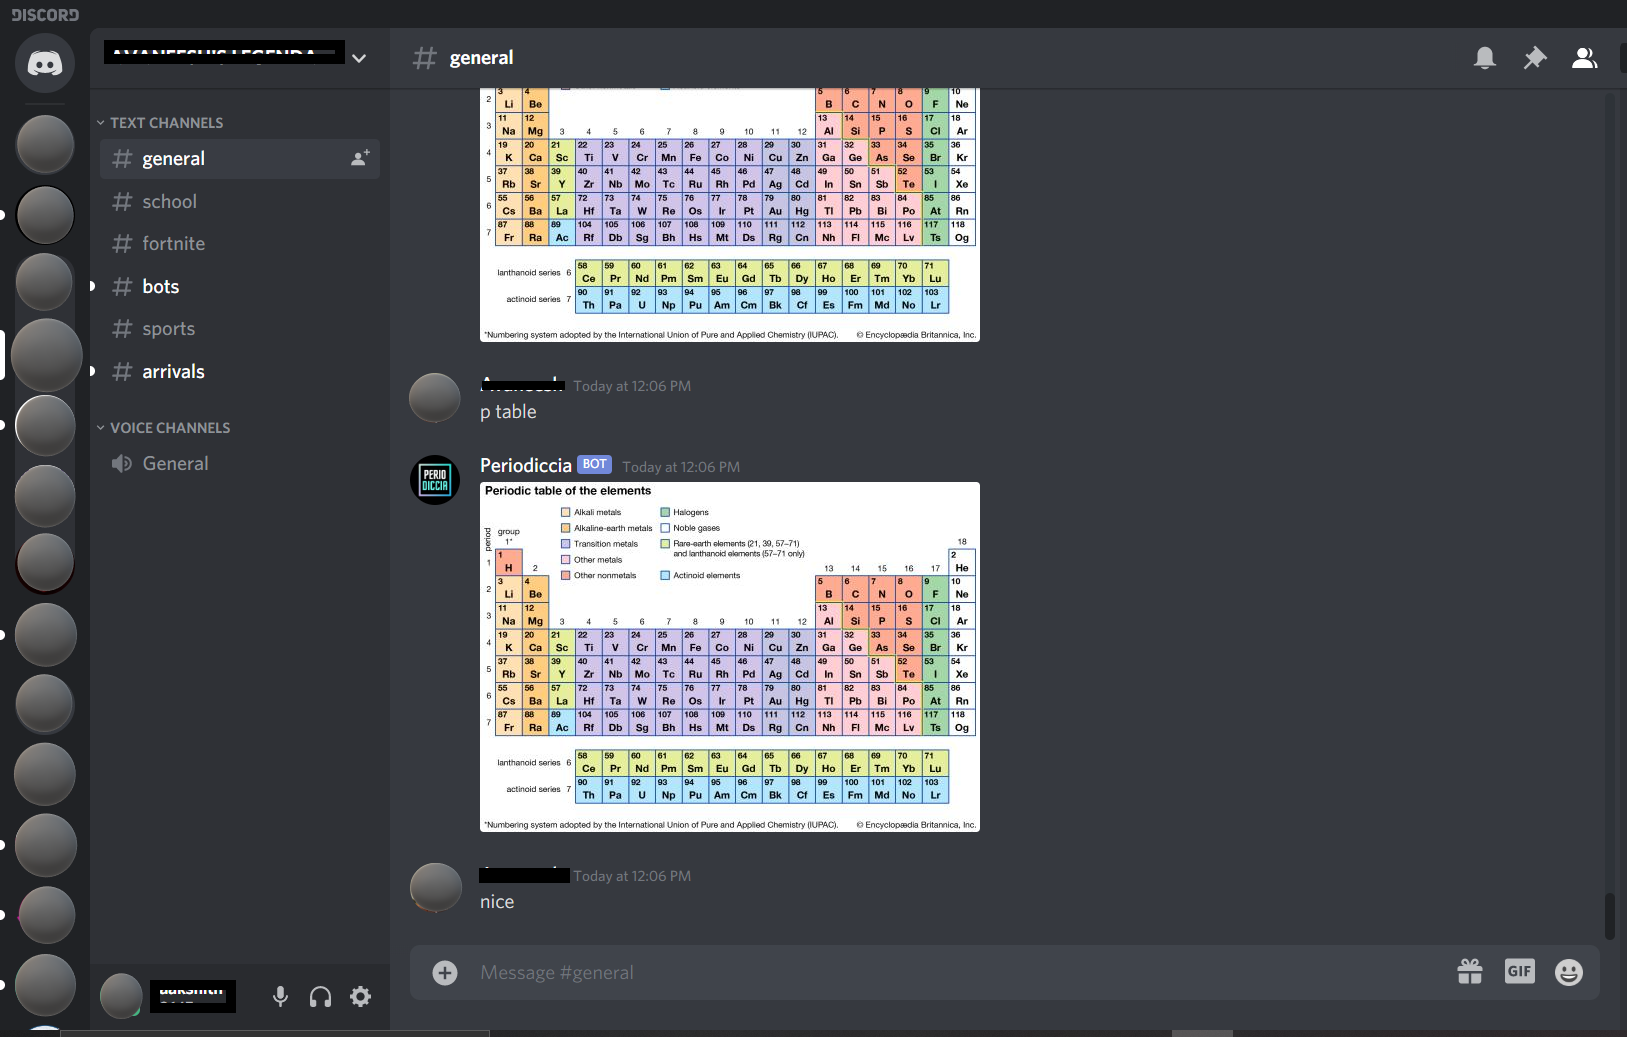 DISCORD
TEXT CHANNELS
# general
# school
# fortnite
# bots
# sports
# arrivals
VOICE CHANNELS
General
# general
3 4 5 6 7 8 9 10
2 Li Be B C N O F Ne
11 12 13 14 15 16 17 18
3 Na Mg 3 4 5 6 7 8 9 10 11 12 Al Si P S Cl Ar
19 20 21 22 23 24 25 26 27 28 29 30 31 32 33 34 35 36
4 K Ca Sc Ti V Cr Mn Fe Co Ni Cu Zn Ga Ge As Se Br Kr
37 38 39 40 41 42 43 44 45 46 47 48 49 50 51 52 53 54
5 Rb Sr Y Zr Nb Mo Tc Ru Rh Pd Ag Cd In Sn Sb Te I Xe
55 56 57 72 73 74 75 76 77 78 79 80 81 82 83 84 85 86
6 Cs Ba La Hf Ta W Re Os Ir Pt Au Hg Tl Pb Bi Po At Rn
87 88 89 104 105 106 107 108 109 110 111 112 113 114 115 116 117 118
7 Fr Ra Ac Rf Db Sg Bh Hs Mt Ds Rg Cn Nh Fl Mc Lv Ts Og
58 59 60 61 62 63 64 65 66 67 68 69 70 71
lanthanoid series 6 Ce Pr Nd Pm Sm Eu Gd Tb Dy Ho Er Tm Yb Lu
90 91 92 93 94 95 96 97 98 99 100 101 102 103
actinoid series 7 Th Pa U Np Pu Am Cm Bk Cf Es Fm Md No Lr
*Numbering system adopted by the International Union of Pure and Applied Chemistry (IUPAC). © Encyclopædia Britannica, Inc.
Today at 12:06 PM
p table
PERIO
DICCIA
Periodiccia BOT Today at 12:06 PM
Periodic table of the elements
Alkali metals Halogens
Alkaline-earth metals Noble gases
Transition metals Rare-earth elements (21, 39, 57–71)
and lanthanoid elements (57–71 only)
Other metals
Other nonmetals Actinoid elements
period
group
1* 18
1 2
1 H 2 He
3 4 13 14 15 16 17
5 6 7 8 9 10
2 Li Be B C N O F Ne
11 12 13 14 15 16 17 18
3 Na Mg 3 4 5 6 7 8 9 10 11 12 Al Si P S Cl Ar
19 20 21 22 23 24 25 26 27 28 29 30 31 32 33 34 35 36
4 K Ca Sc Ti V Cr Mn Fe Co Ni Cu Zn Ga Ge As Se Br Kr
37 38 39 40 41 42 43 44 45 46 47 48 49 50 51 52 53 54
5 Rb Sr Y Zr Nb Mo Tc Ru Rh Pd Ag Cd In Sn Sb Te I Xe
55 56 57 72 73 74 75 76 77 78 79 80 81 82 83 84 85 86
6 Cs Ba La Hf Ta W Re Os Ir Pt Au Hg Tl Pb Bi Po At Rn
87 88 89 104 105 106 107 108 109 110 111 112 113 114 115 116 117 118
7 Fr Ra Ac Rf Db Sg Bh Hs Mt Ds Rg Cn Nh Fl Mc Lv Ts Og
58 59 60 61 62 63 64 65 66 67 68 69 70 71
lanthanoid series 6 Ce Pr Nd Pm Sm Eu Gd Tb Dy Ho Er Tm Yb Lu
90 91 92 93 94 95 96 97 98 99 100 101 102 103
actinoid series 7 Th Pa U Np Pu Am Cm Bk Cf Es Fm Md No Lr
*Numbering system adopted by the International Union of Pure and Applied Chemistry (IUPAC). © Encyclopædia Britannica, Inc.
Today at 12:06 PM
nice
Message #general
GIF